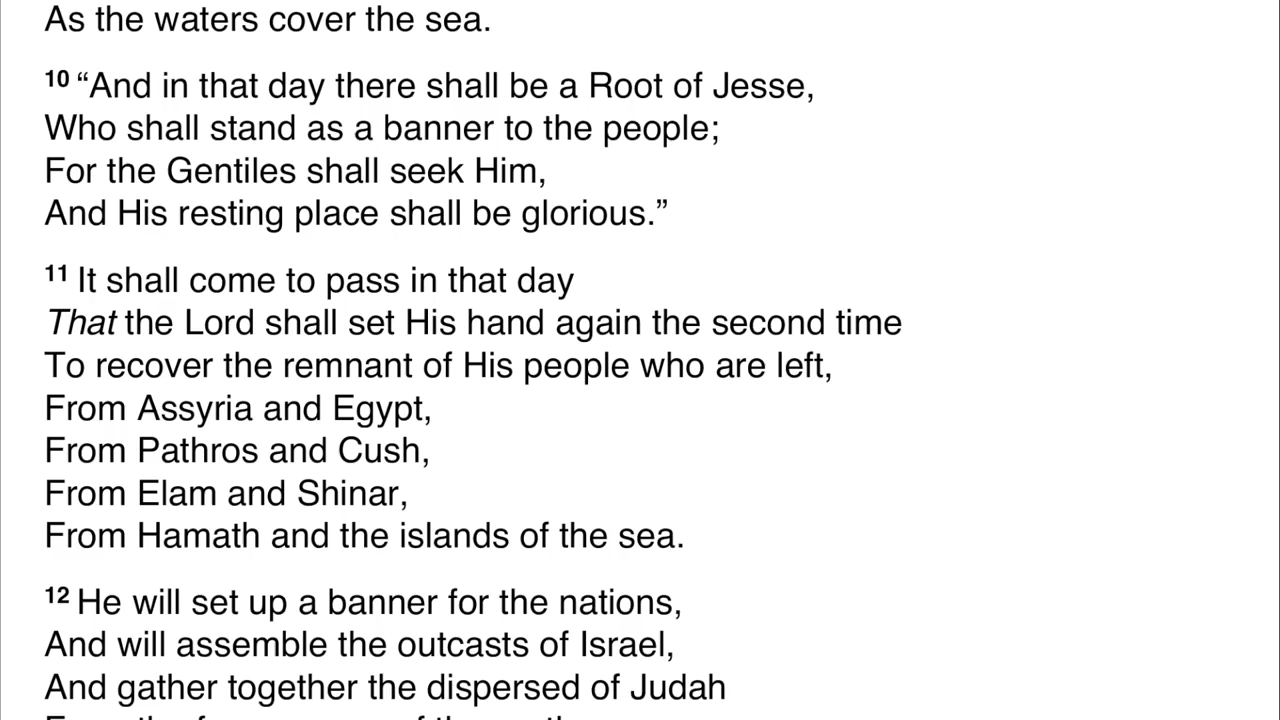 As the waters cover the sea.
10 “And in that day there shall be a Root of Jesse,
Who shall stand as a banner to the people;
For the Gentiles shall seek Him,
And His resting place shall be glorious.”
11 It shall come to pass in that day
That the Lord shall set His hand again the second time
To recover the remnant of His people who are left,
From Assyria and Egypt,
From Pathros and Cush,
From Elam and Shinar,
From Hamath and the islands of the sea.
12 He will set up a banner for the nations,
And will assemble the outcasts of Israel,
And gather together the dispersed of Judah